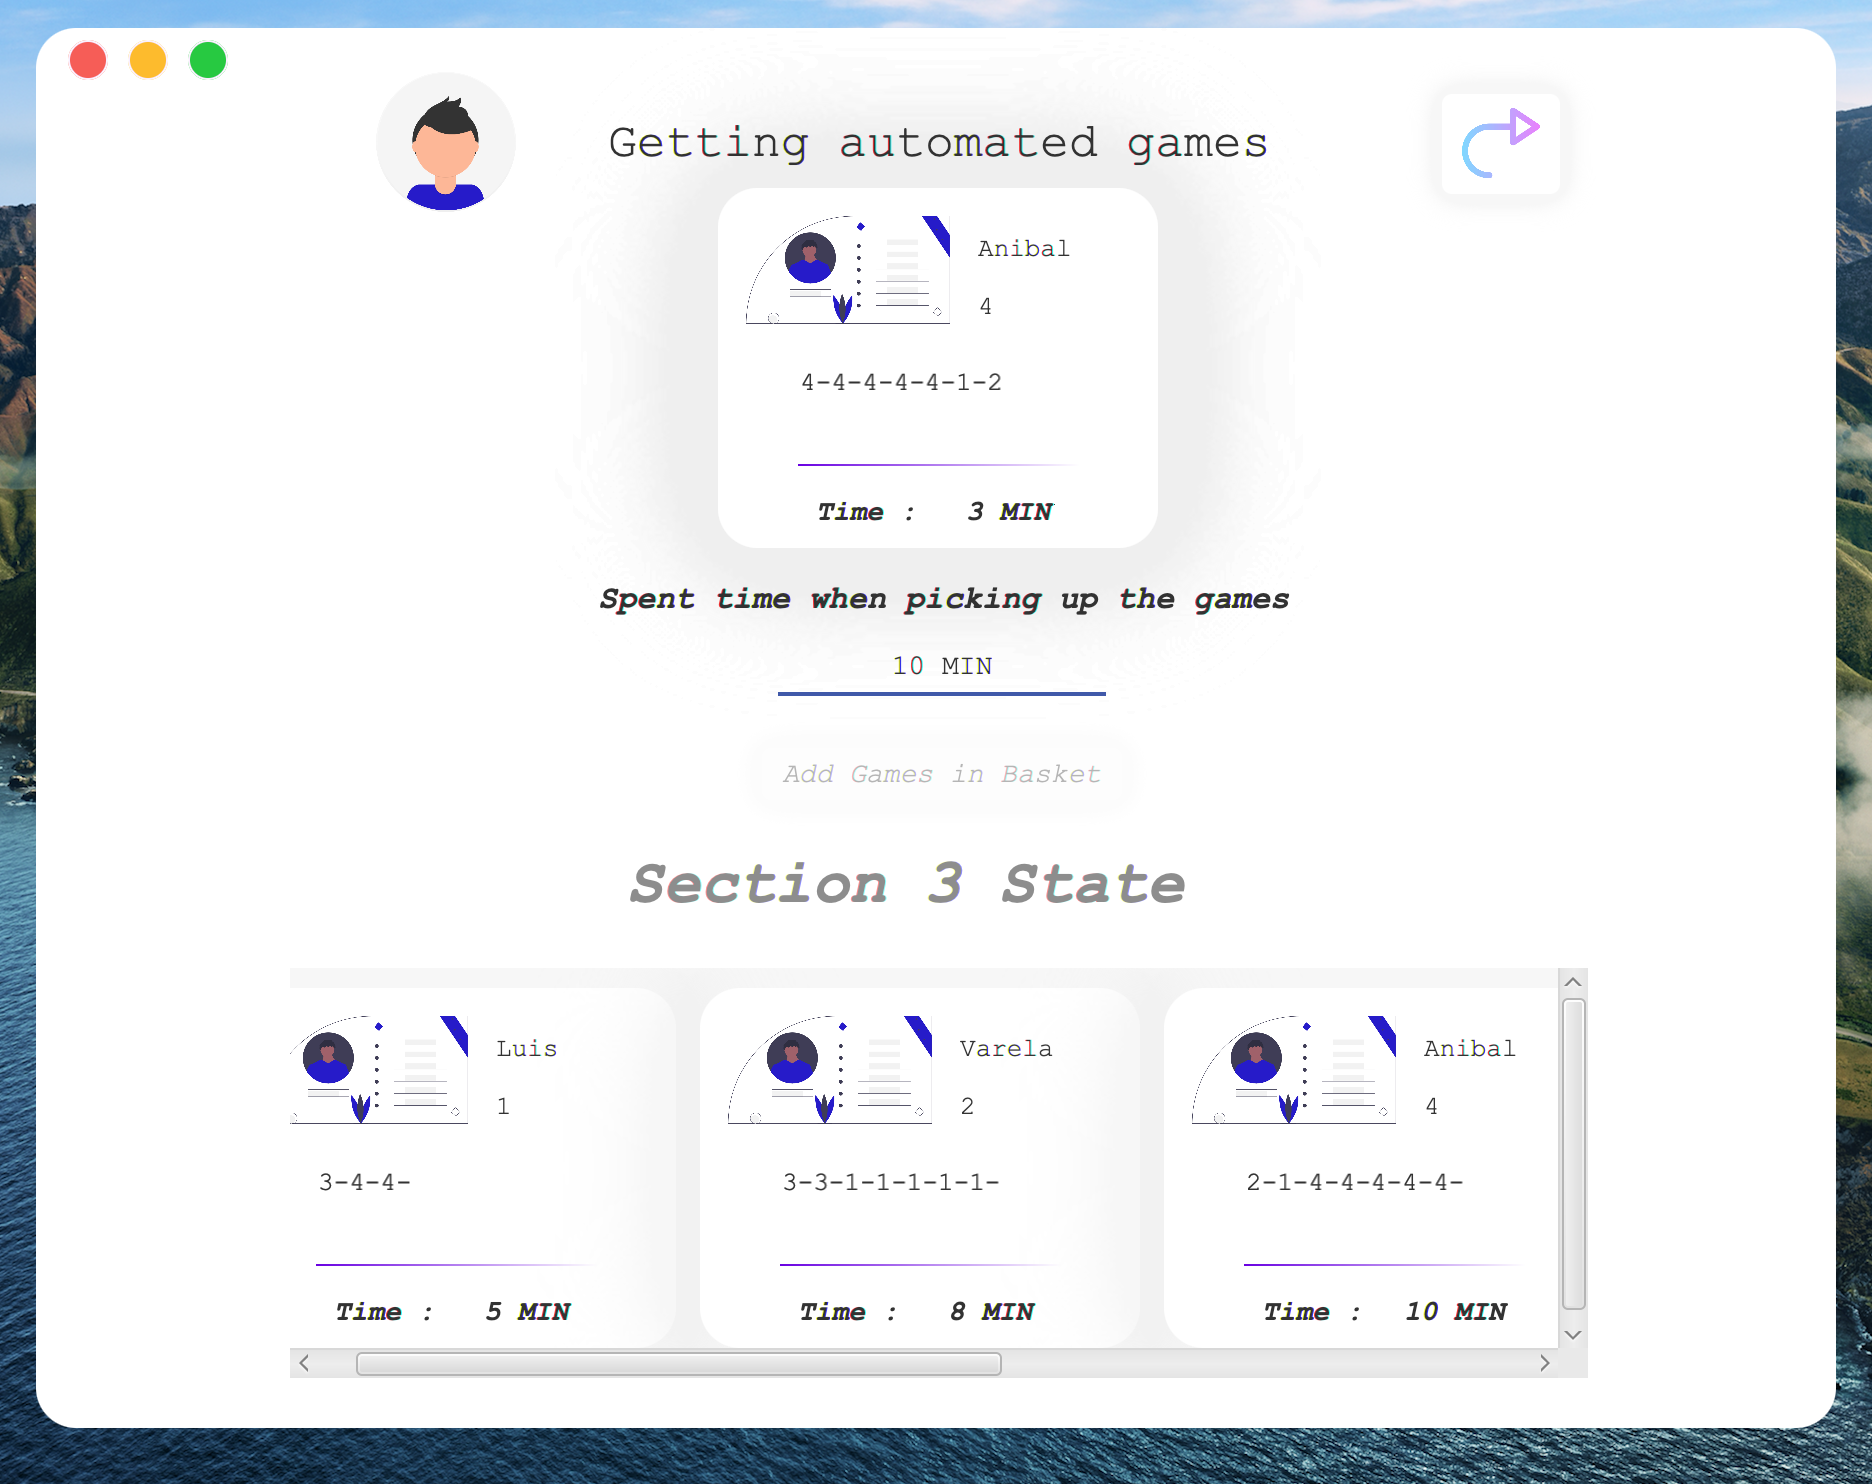 Getting automated games
Anibal
4
4-4-4-4-4-1-2
Time : 3 MIN
Spent time when picking up the games
10 MIN
Add Games in Basket
Section 3 State
Luis
1
3-4-4-
Time : 5 MIN
Varela
2
3-3-1-1-1-1-1-
Time : 8 MIN
Anibal
4
2-1-4-4-4-4-4-
Time : 10 MIN